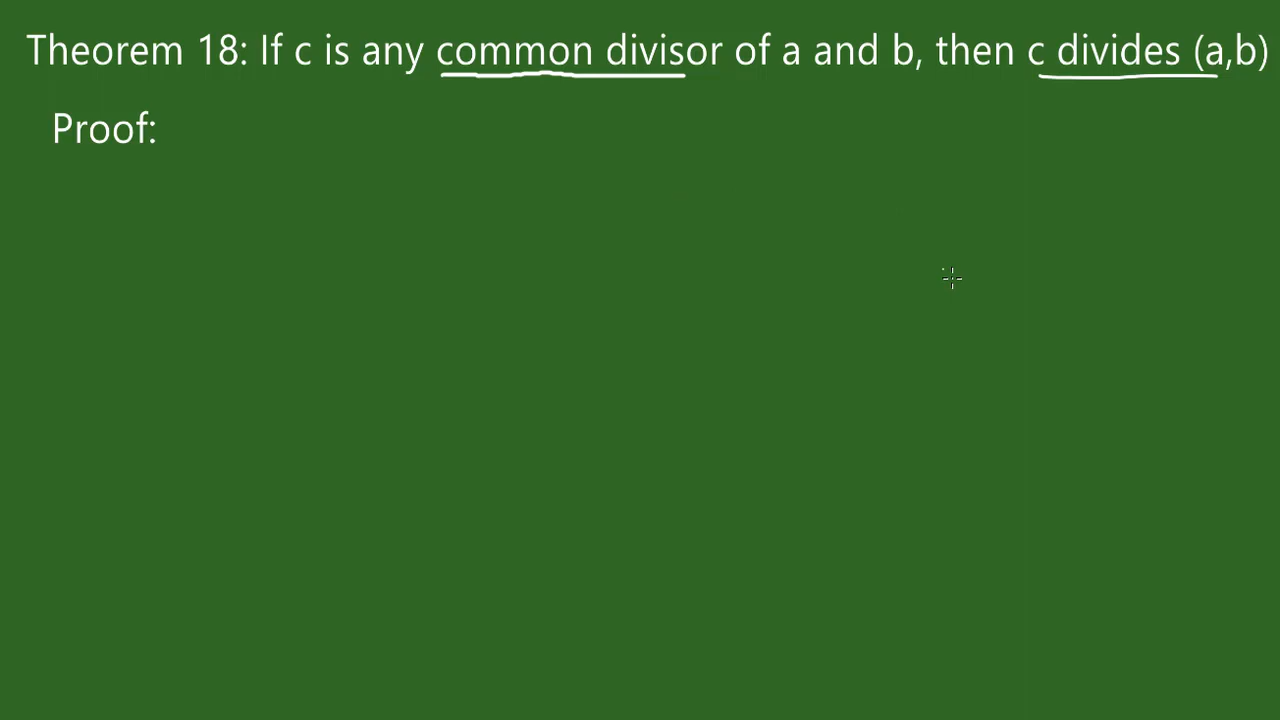 Theorem 18: If c is any common divisor of a and b, then c divides (a,b)
Proof: